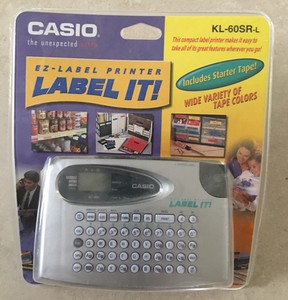 CASIO
the unexpected extra
KL-60SR-L
This compact label printer makes it easy to
take all of its great features wherever you go!
EZ-LABEL PRINTER
LABEL IT!
Includes Starter Tape!
WIDE VARIETY OF
TAPE COLORS
CASIO
LABEL IT!